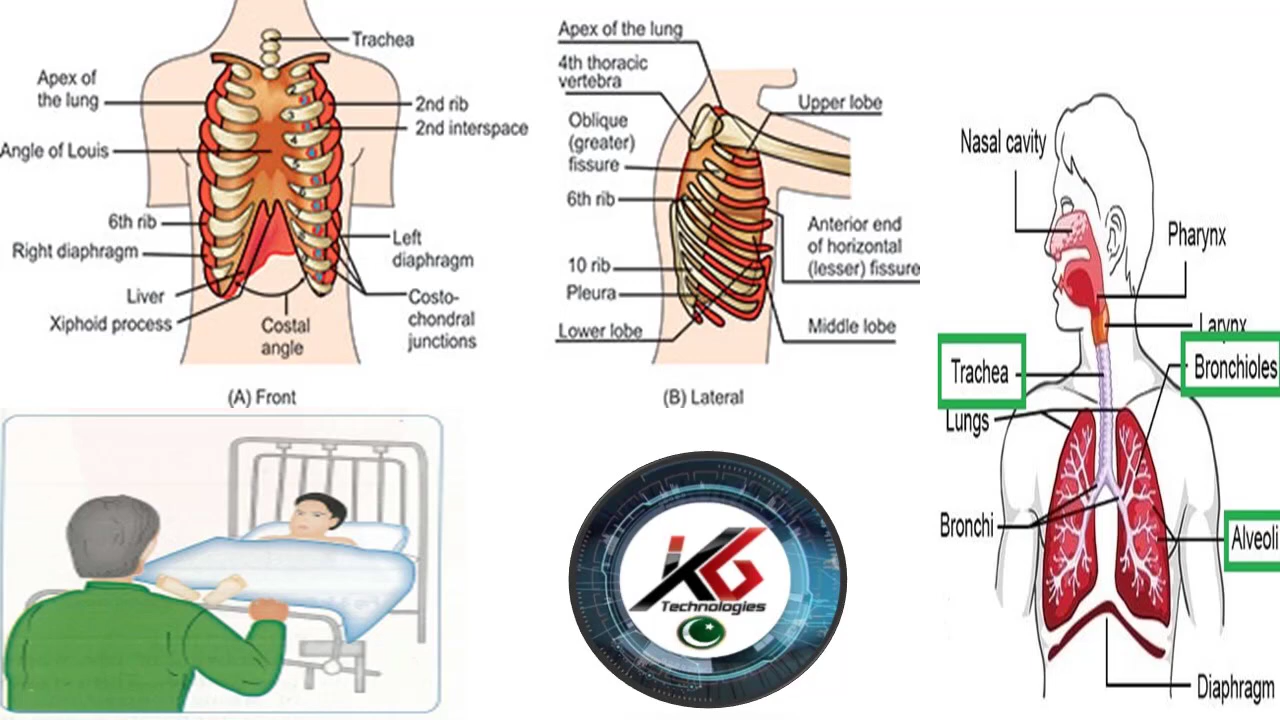 Trachea
Apex of
the lung
2nd rib
2nd interspace
Angle of Louis
6th rib
Right diaphragm
Left
diaphragm
Liver
Xiphoid process
Costal
angle
Costo-
chondral
junctions
(A) Front
Apex of the lung
4th thoracic
vertebra
Upper lobe
Oblique
(greater)
fissure
6th rib
Anterior end
of horizontal
(lesser) fissure
10 rib
Pleura
Lower lobe
Middle lobe
(B) Lateral
Nasal cavity
Pharynx
Larynx
Trachea
Bronchioles
Lungs
Bronchi
Alveoli
Diaphragm
KG
Technologies